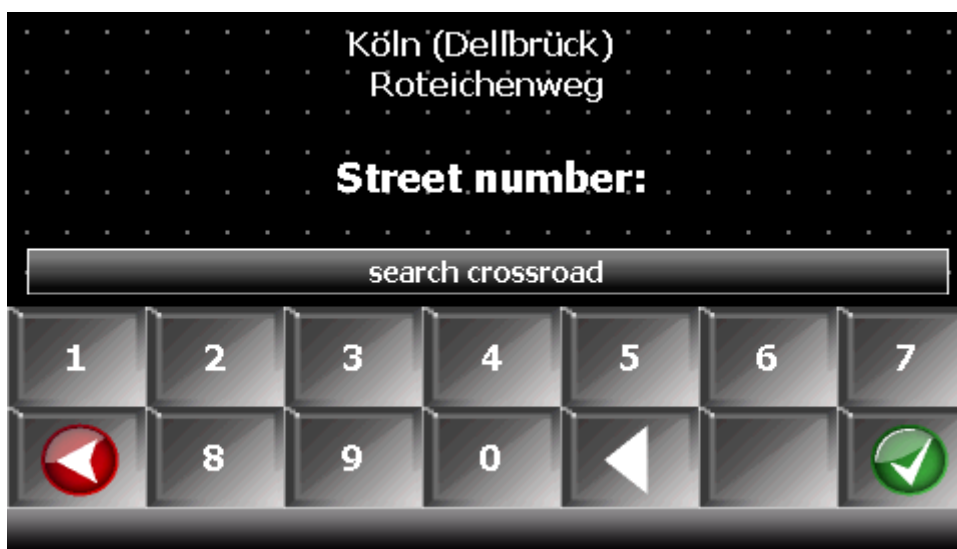 Köln (Dellbrück)
Roteichenweg
Street number:
search crossroad
1 2 3 4 5 6 7
8 9 0